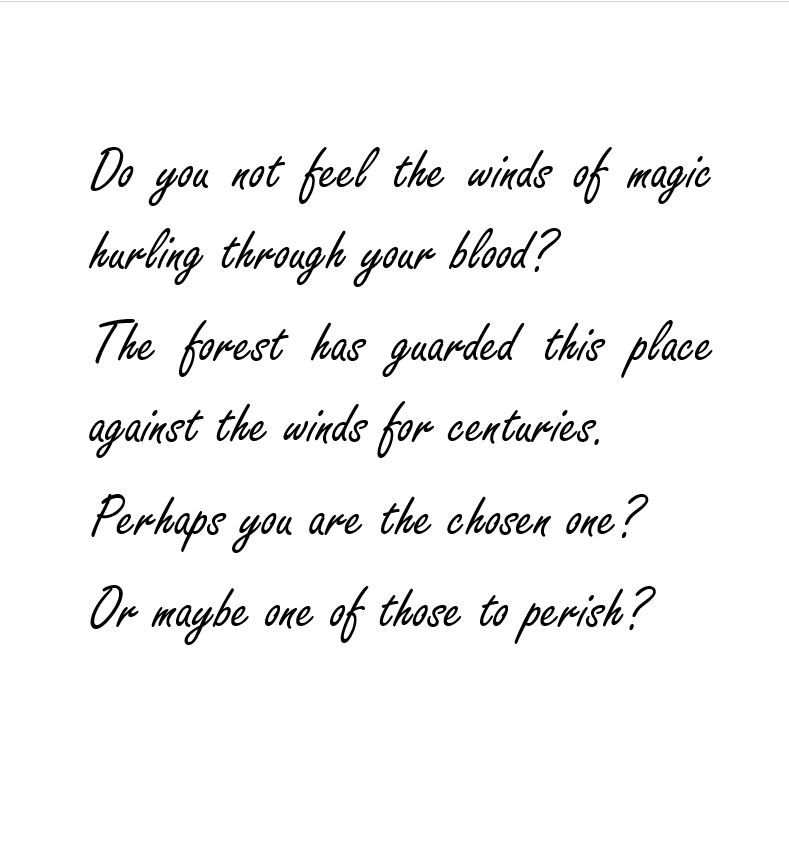 Do you not feel the winds of magic
hurling through your blood?
The forest has guarded this place
against the winds for centuries.
Perhaps you are the chosen one?
Or maybe one of those to perish?